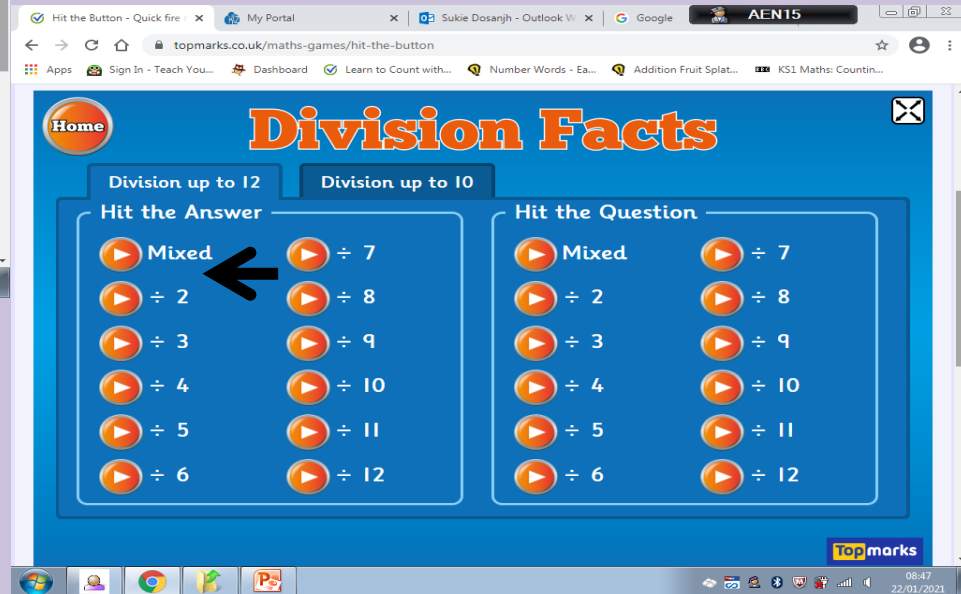 Hit the Button - Quick fire
My Portal
Sukie Dosanjh - Outlook W
Google
AEN15
topmarks.co.uk/maths-games/hit-the-button
Apps
Sign In - Teach You...
Dashboard
Learn to Count with...
Number Words - Ea...
Addition Fruit Splat...
KS1 Maths: Countin...
Home
Division Facts
Division up to 12
Division up to 10
Hit the Answer
Mixed
÷ 2
÷ 3
÷ 4
÷ 5
÷ 6
÷ 7
÷ 8
÷ 9
÷ 10
÷ 11
÷ 12
Hit the Question
Mixed
÷ 2
÷ 3
÷ 4
÷ 5
÷ 6
÷ 7
÷ 8
÷ 9
÷ 10
÷ 11
÷ 12
Topmarks
08:47
22/01/2021